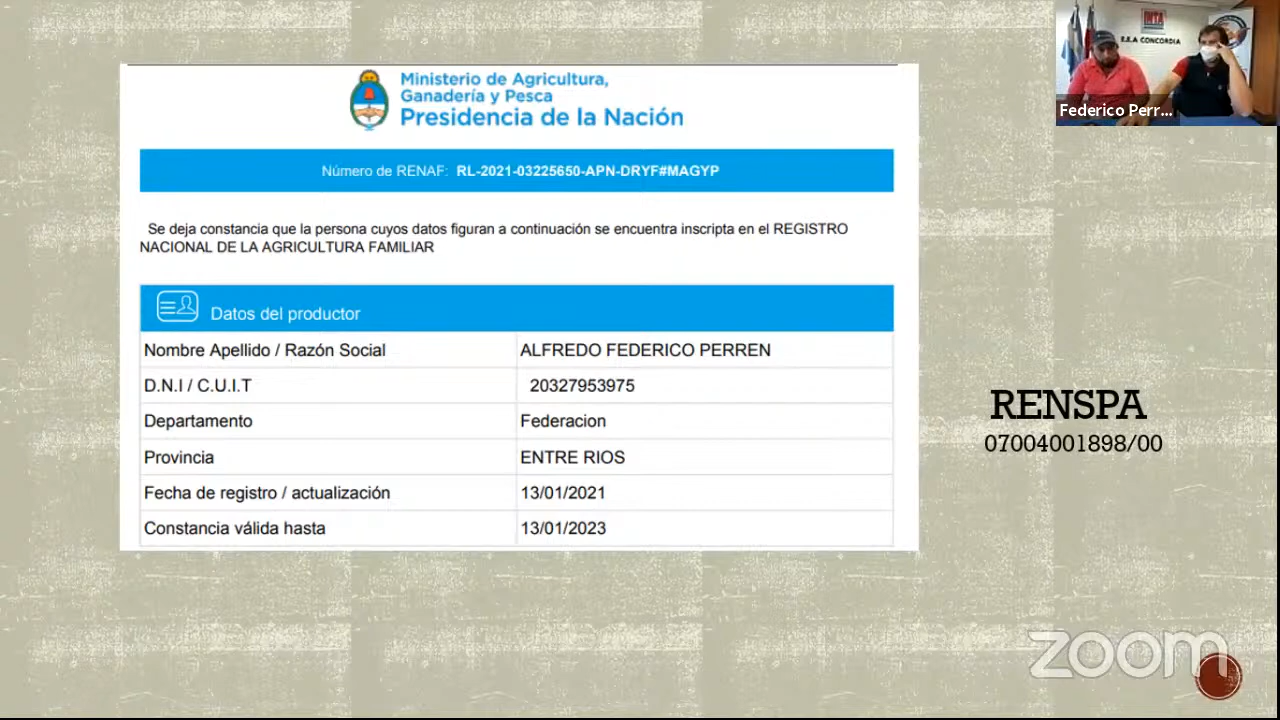 Ministerio de Agricultura,
Ganadería y Pesca
Presidencia de la Nación
Número de RENAF: RL-2021-03225650-APN-DRYF#MAGYP
Se deja constancia que la persona cuyos datos figuran a continuación se encuentra inscripta en el REGISTRO
NACIONAL DE LA AGRICULTURA FAMILIAR
Datos del productor
Nombre Apellido / Razón Social ALFREDO FEDERICO PERREN
D.N.I / C.U.I.T 20327953975
Departamento Federacion
Provincia ENTRE RIOS
Fecha de registro / actualización 13/01/2021
Constancia válida hasta 13/01/2023
RENSPA
07004001898/00
INTA
E.E.A CONCORDIA
Federico Perr...
zoom